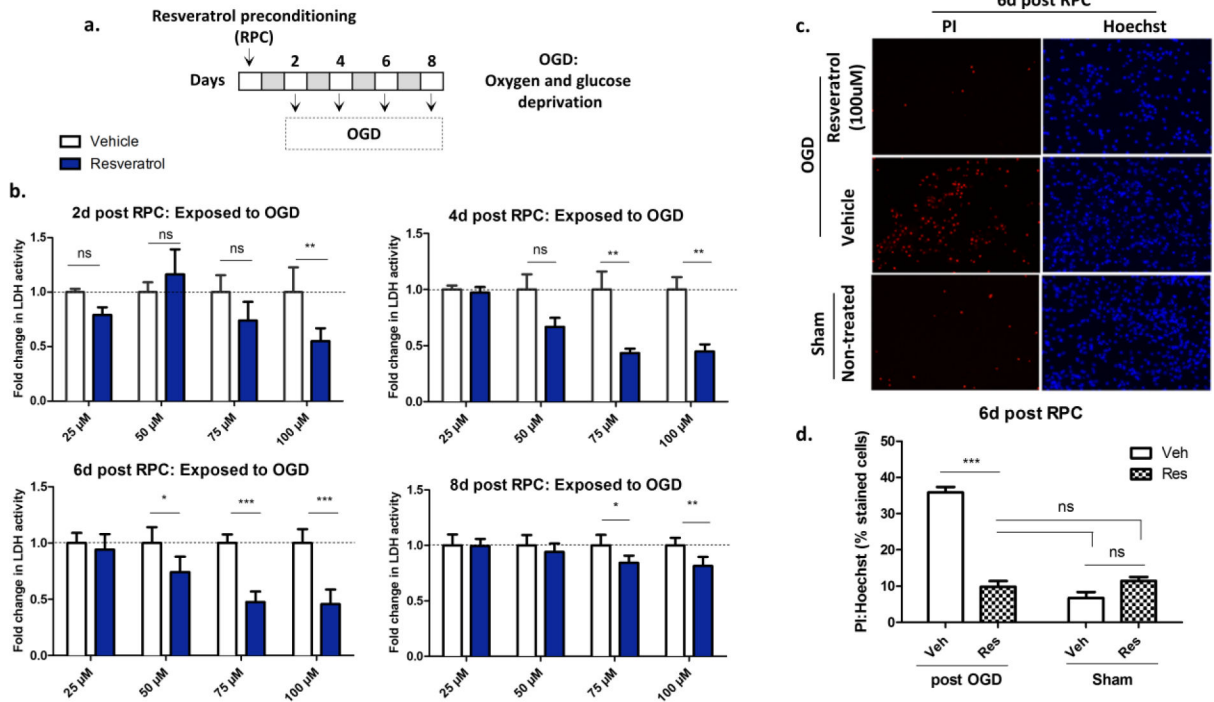 a.
Resveratrol preconditioning
(RPC)
Days
2 4 6 8
OGD
OGD:
Oxygen and glucose
deprivation
Vehicle
Resveratrol
b.
2d post RPC: Exposed to OGD
Fold change in LDH activity
1.5
1.0
0.5
0.0
ns
ns
ns
**
25 µM
50 µM
75 µM
100 µM
4d post RPC: Exposed to OGD
Fold change in LDH activity
1.5
1.0
0.5
0.0
ns
**
**
25 µM
50 µM
75 µM
100 µM
6d post RPC: Exposed to OGD
Fold change in LDH activity
1.5
1.0
0.5
0.0
*
***
***
25 µM
50 µM
75 µM
100 µM
8d post RPC: Exposed to OGD
Fold change in LDH activity
1.5
1.0
0.5
0.0
*
**
25 µM
50 µM
75 µM
100 µM
c.
6d post RPC
PI Hoechst
OGD
Resveratrol
(100uM)
Vehicle
Sham
Non-treated
d.
6d post RPC
PI:Hoechst (% stained cells)
50
40
30
20
10
0
***
ns
ns
Veh
Res
Veh
Res
Veh
Res
post OGD
Sham